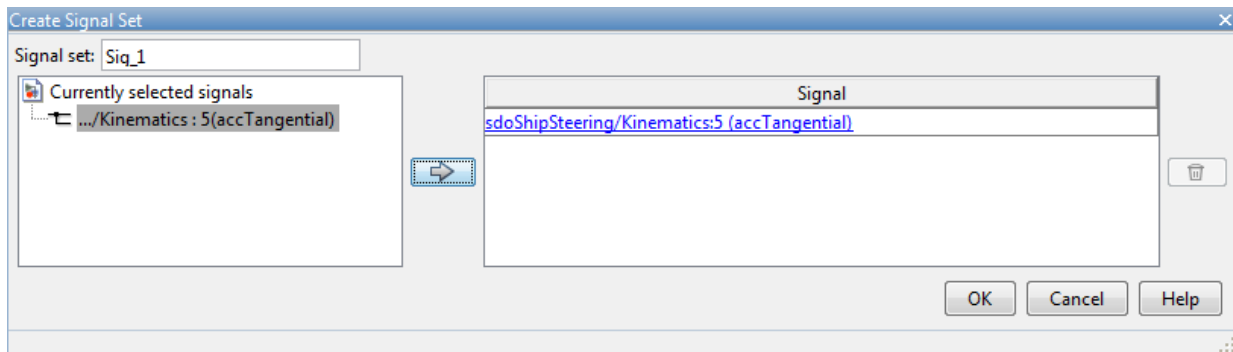 Create Signal Set
Signal set: Sig_1
Currently selected signals
.../Kinematics : 5(accTangential)
Signal
sdoShipSteering/Kinematics:5 (accTangential)
OK Cancel Help